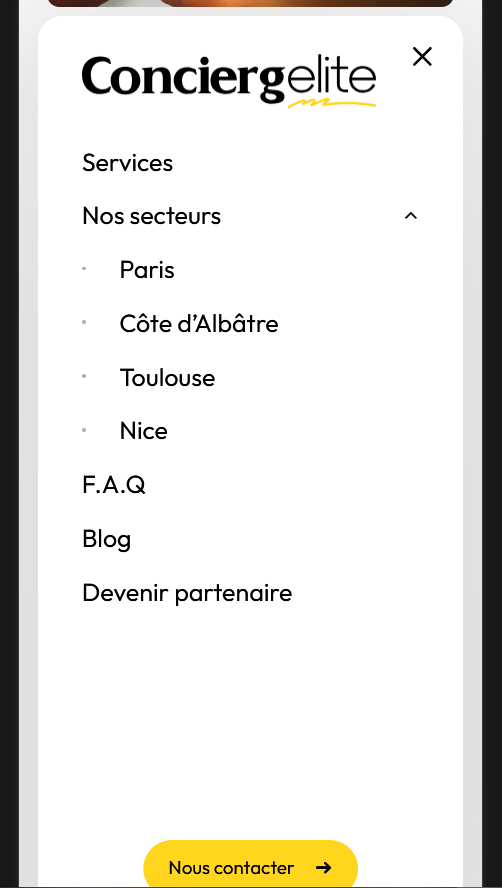 Conciergelite
Services
Nos secteurs
Paris
Côte d’Albâtre
Toulouse
Nice
F.A.Q
Blog
Devenir partenaire
Nous contacter